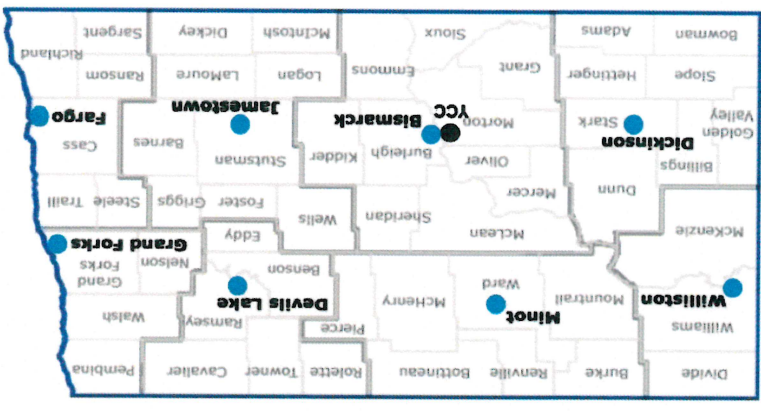 Divide
Burke
Renville
Bottineau
Rolette
Towner
Cavalier
Pembina
Williams
Williston
Mountrail
Minot
Ward
McHenry
Pierce
Ramsey
Devils Lake
Benson
Walsh
Grand
Forks
Nelson
Grand Forks
McKenzie
Dunn
McLean
Mercer
Sheridan
Wells
Eddy
Foster
Griggs
Steele
Traill
Golden
Valley
Billings
Dickinson
Stark
Oliver
Morton
YCC
Burleigh
Bismarck
Kidder
Stutsman
Jamestown
Barnes
Cass
Fargo
Slope
Hettinger
Grant
Emmons
Logan
LaMoure
Ransom
Richland
Bowman
Adams
Sioux
McIntosh
Dickey
Sargent